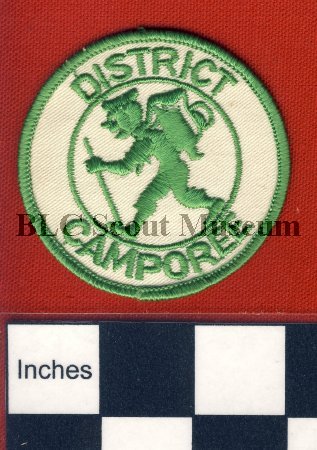 DISTRICT
BLC Scout Museum
CAMPOREE
Inches